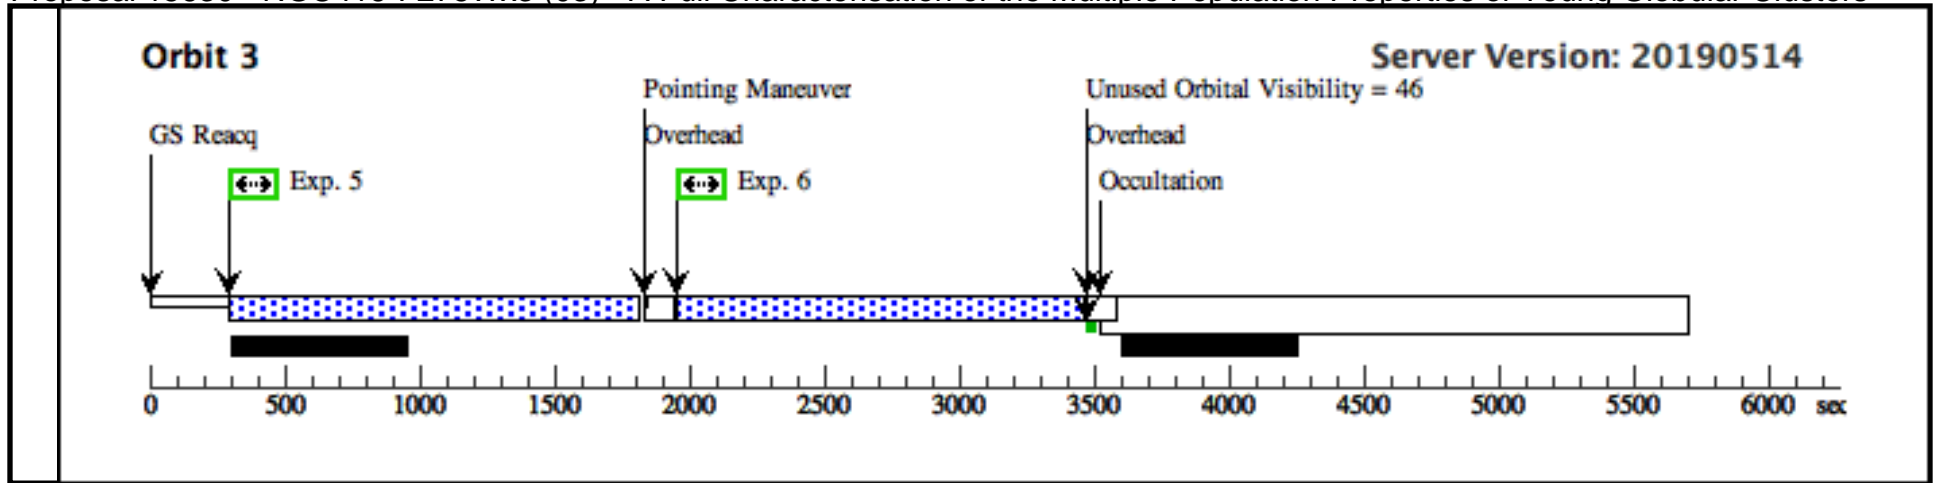 Orbit 3
Server Version: 20190514
Pointing Maneuver
Unused Orbital Visibility = 46
GS Reacq
Overhead
Overhead
Exp. 5
Exp. 6
Occultation
0 500 1000 1500 2000 2500 3000 3500 4000 4500 5000 5500 6000 sec